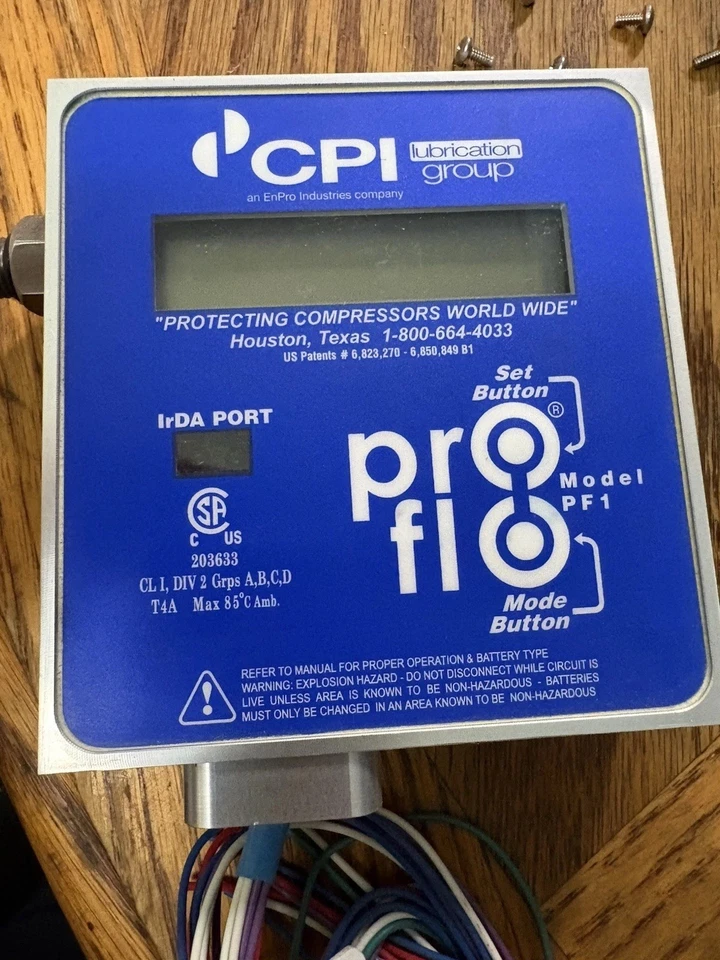 CPI lubrication group
an EnPro Industries company
"PROTECTING COMPRESSORS WORLD WIDE"
Houston, Texas 1-800-664-4033
US Patents # 6,823,270 - 6,850,849 B1
Set
Button
IrDA PORT
pro ®
flo
Model
PF1
SA
C US
203633
CL I, DIV 2 Grps A,B,C,D
T4A Max 85°C Amb.
Mode
Button
REFER TO MANUAL FOR PROPER OPERATION & BATTERY TYPE
WARNING: EXPLOSION HAZARD - DO NOT DISCONNECT WHILE CIRCUIT IS
LIVE UNLESS AREA IS KNOWN TO BE NON-HAZARDOUS - BATTERIES
MUST ONLY BE CHANGED IN AN AREA KNOWN TO BE NON-HAZARDOUS